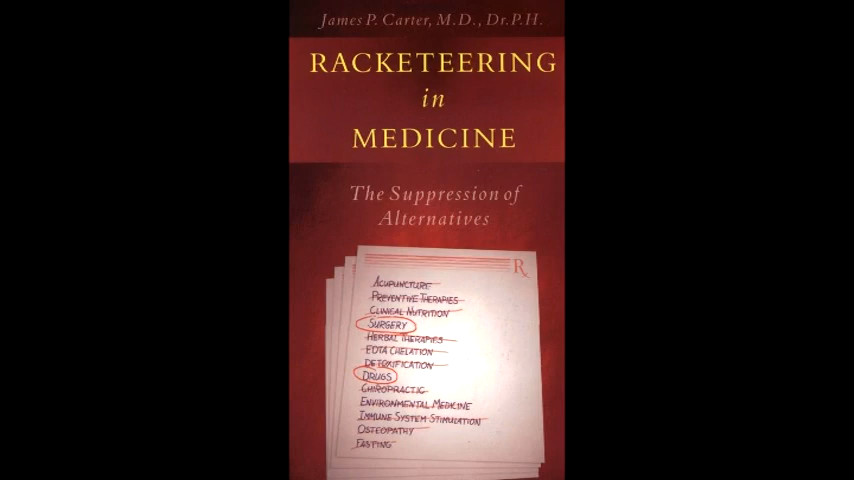 James P. Carter, M.D., Dr.P.H.
RACKETEERING
in
MEDICINE
The Suppression of
Alternatives
Rx
ACUPUNCTURE
PREVENTIVE THERAPIES
CLINICAL NUTRITION
SURGERY
HERBAL THERAPIES
EDTA CHELATION
DETOXIFICATION
DRUGS
CHIROPRACTIC
ENVIRONMENTAL MEDICINE
IMMUNE SYSTEM STIMULATION
OSTEOPATHY
FASTING